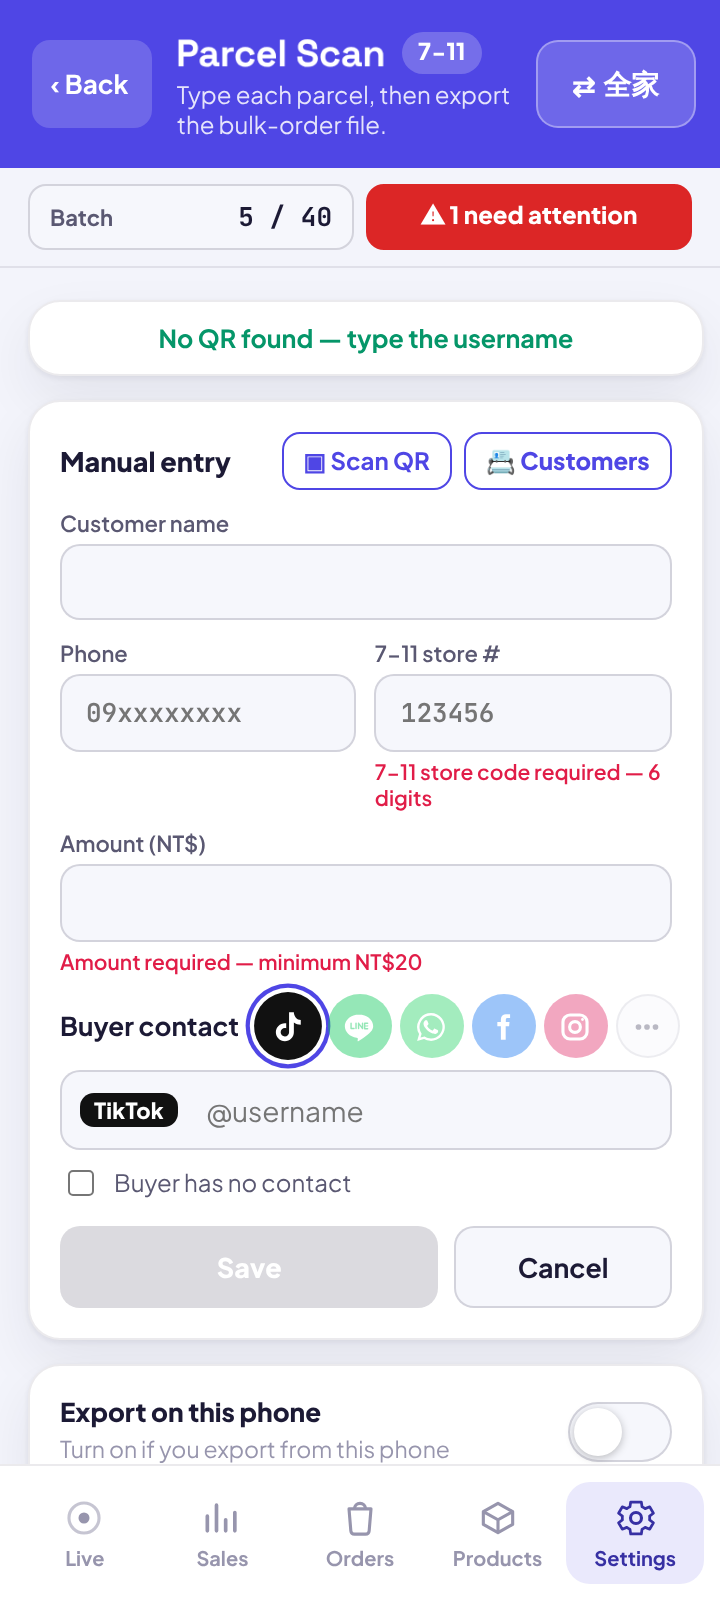 ‹ Back
Parcel Scan
7-11
Type each parcel, then export
the bulk-order file.
⇄ 全家
Batch
5 / 40
⚠ 1 need attention
No QR found — type the username
Manual entry
▣ Scan QR
📇 Customers
Customer name
Phone
7-11 store #
09xxxxxxxx
123456
7-11 store code required — 6
digits
Amount (NT$)
Amount required — minimum NT$20
Buyer contact
LINE
TikTok
@username
Buyer has no contact
Save
Cancel
Export on this phone
Turn on if you export from this phone
Live
Sales
Orders
Products
Settings